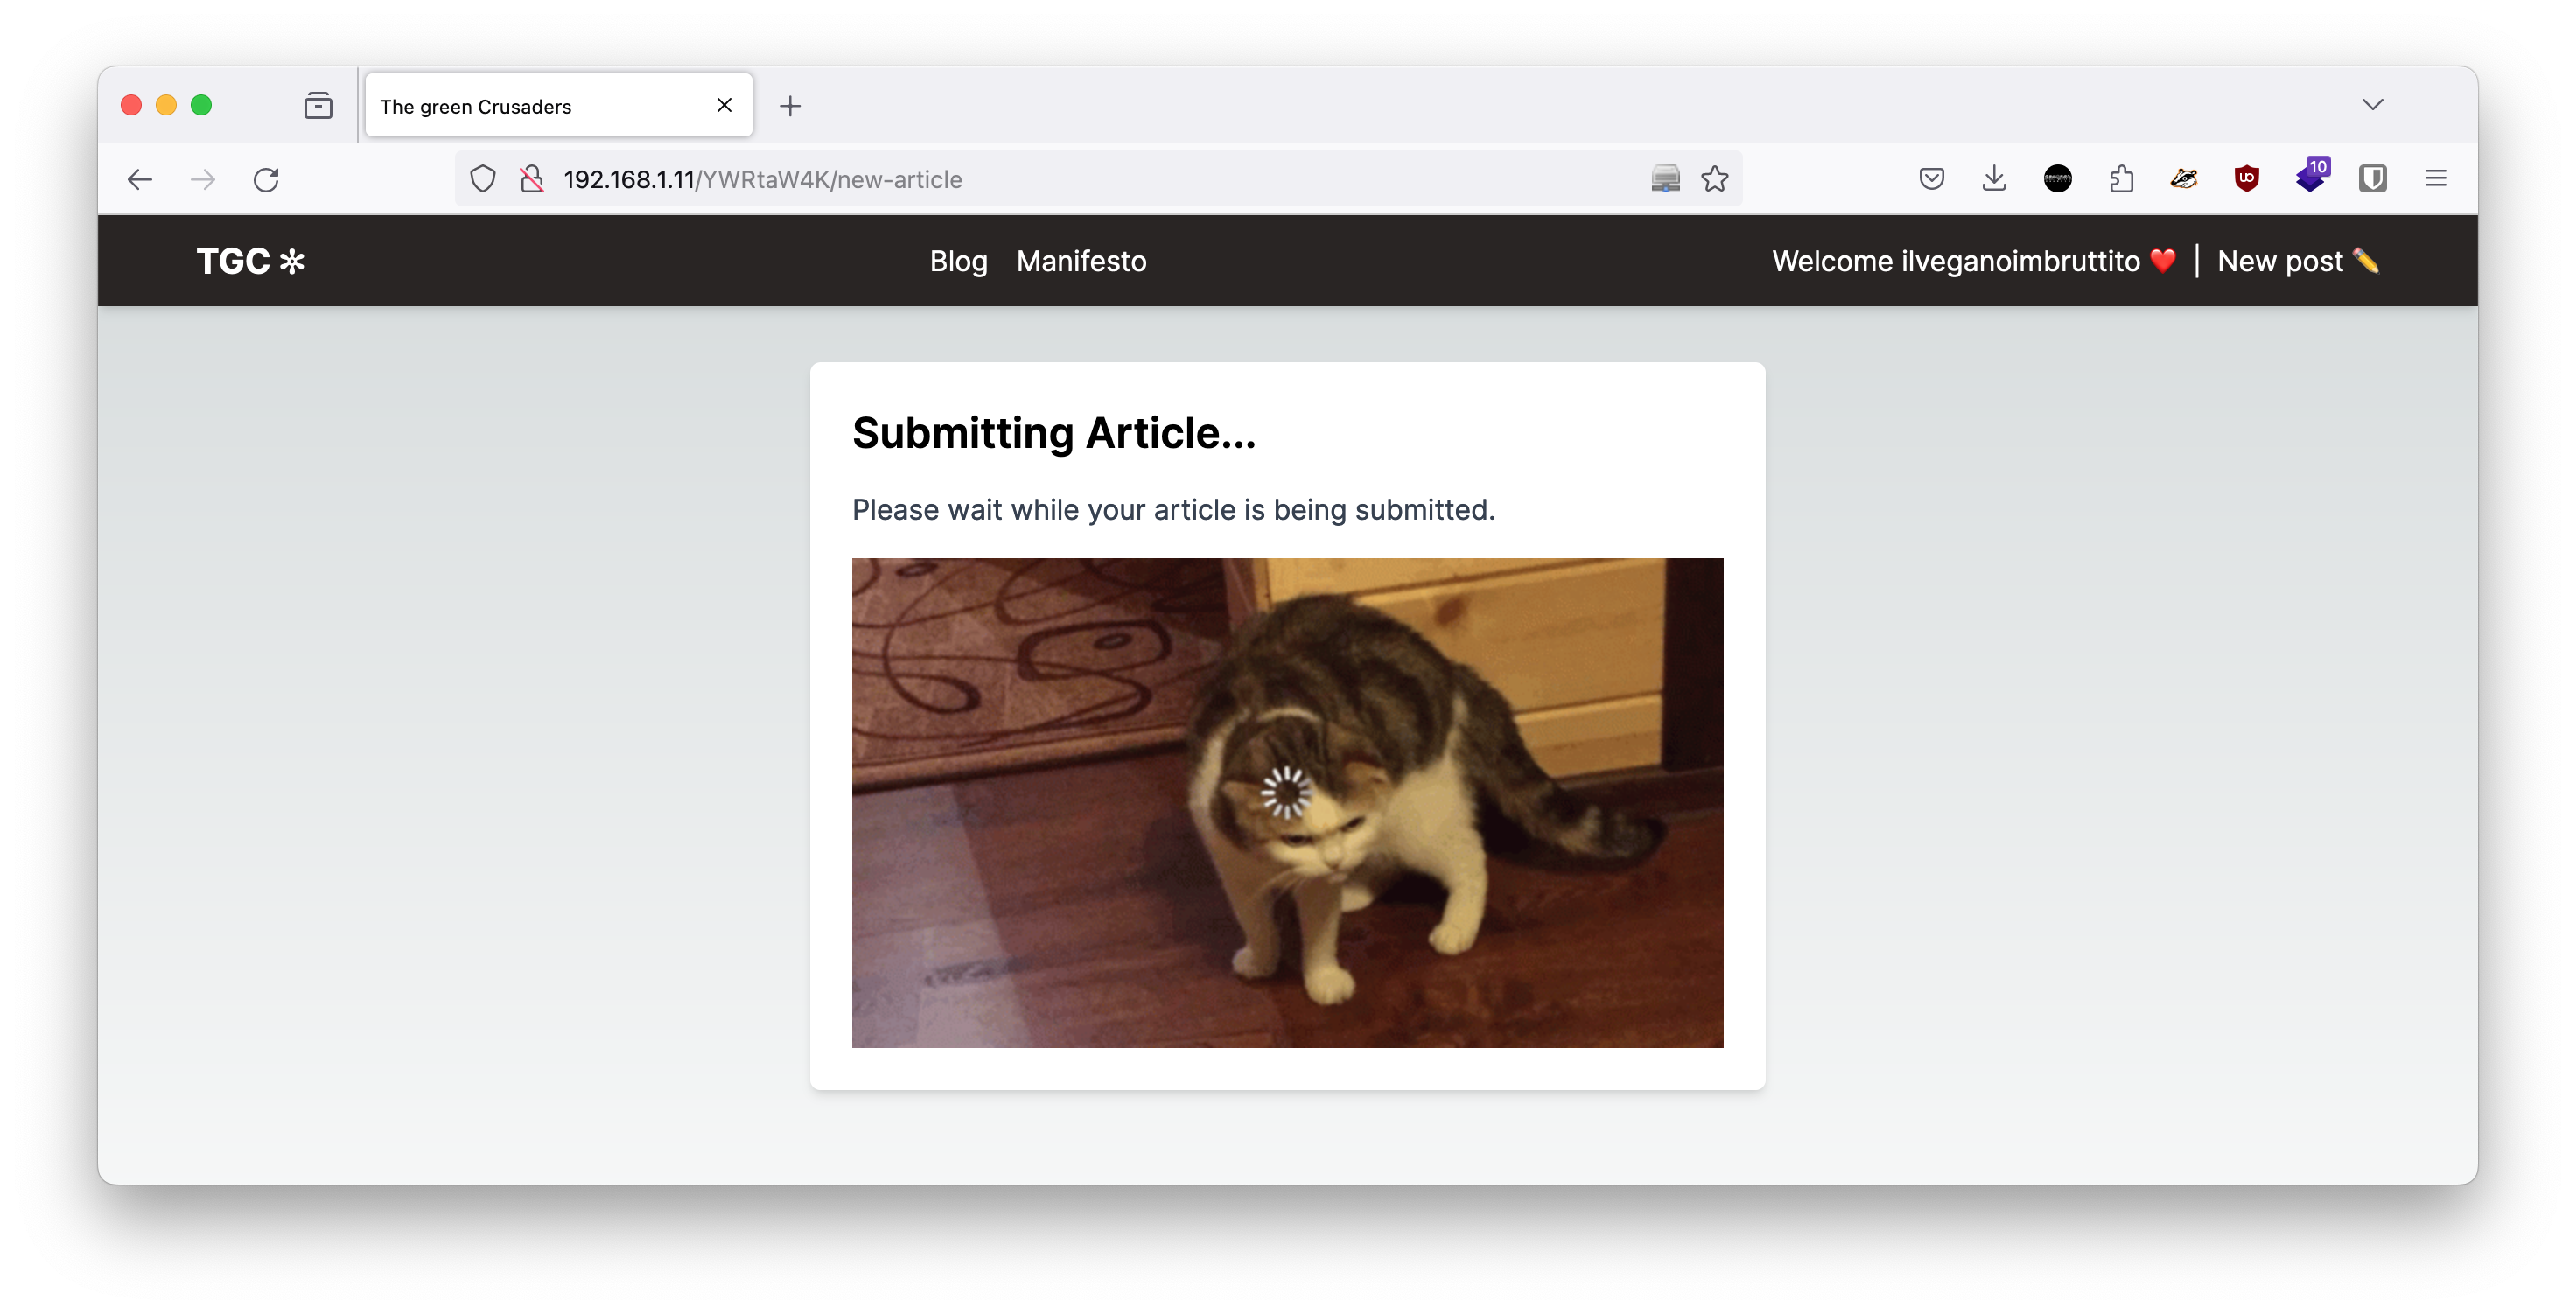 The green Crusaders
192.168.1.11/YWRtaW4K/new-article
10
TGC ✲
Blog Manifesto
Welcome ilveganoimbruttito ❤️ | New post ✏️
Submitting Article...
Please wait while your article is being submitted.